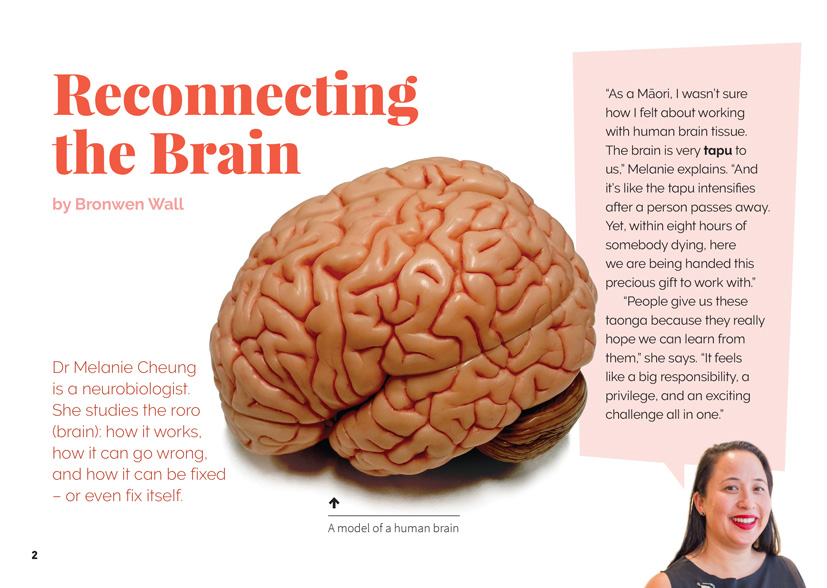 Reconnecting
the Brain
by Bronwen Wall
Dr Melanie Cheung
is a neurobiologist.
She studies the roro
(brain): how it works,
how it can go wrong,
and how it can be fixed
– or even fix itself.
A model of a human brain
“As a Māori, I wasn’t sure
how I felt about working
with human brain tissue.
The brain is very tapu to
us,” Melanie explains. “And
it’s like the tapu intensifies
after a person passes away.
Yet, within eight hours of
somebody dying, here
we are being handed this
precious gift to work with.”
“People give us these
taonga because they really
hope we can learn from
them,” she says. “It feels
like a big responsibility, a
privilege, and an exciting
challenge all in one.”
2